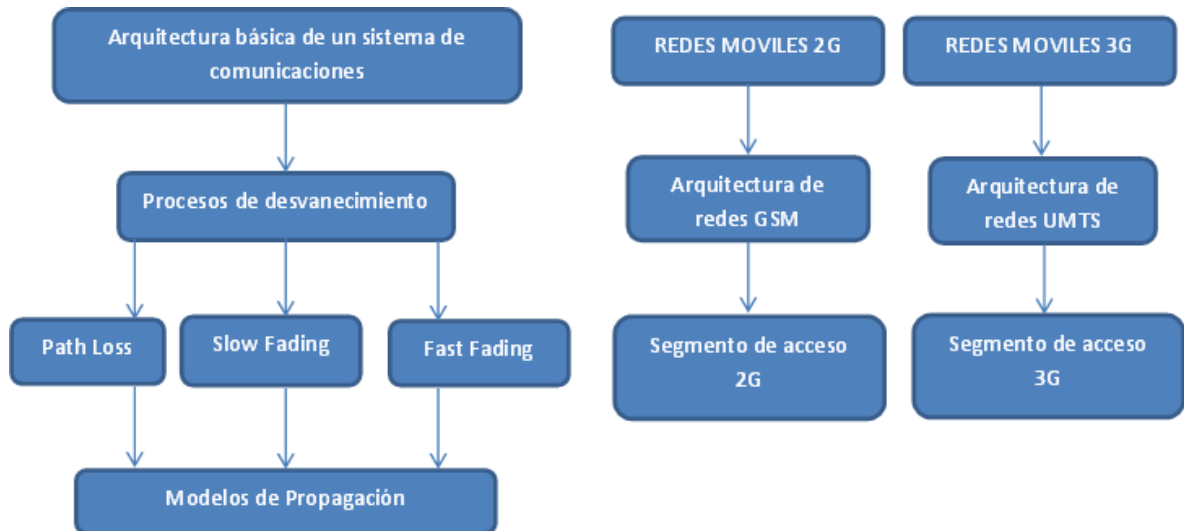 Arquitectura básica de un sistema de
comunicaciones
Procesos de desvanecimiento
Path Loss
Slow Fading
Fast Fading
Modelos de Propagación
REDES MOVILES 2G
Arquitectura de
redes GSM
Segmento de acceso
2G
REDES MOVILES 3G
Arquitectura de
redes UMTS
Segmento de acceso
3G